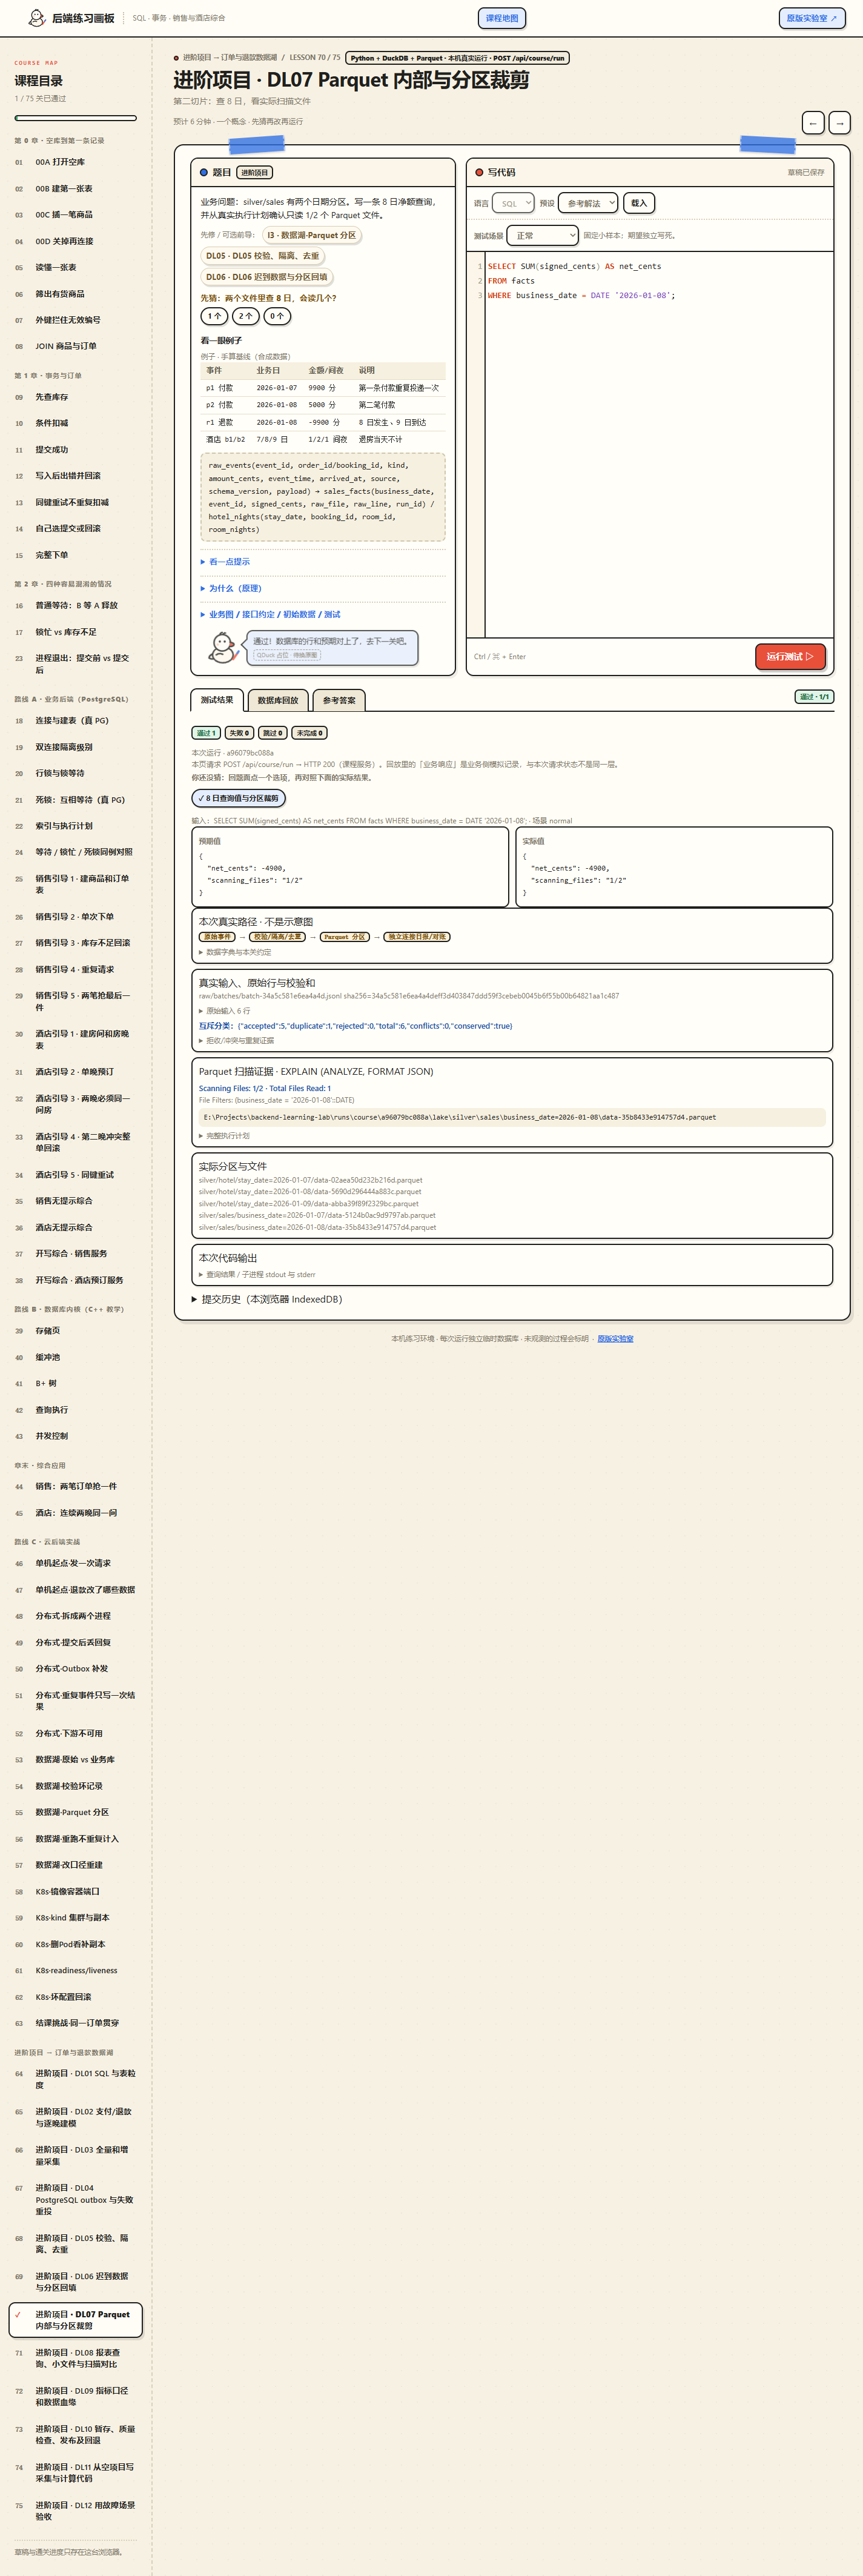 后端练习画板
SQL · 事务 · 销售与酒店综合
课程地图
原版实验室 ↗
COURSE MAP
课程目录
1 / 75 关已通过
第 0 章 · 空库到第一条记录
01 00A 打开空库
02 00B 建第一张表
03 00C 插一笔商品
04 00D 关掉再连接
05 读懂一张表
06 筛出有货商品
07 外键拦住无效编号
08 JOIN 商品与订单
第 1 章 · 事务与订单
09 先查库存
10 条件扣减
11 提交成功
12 写入后出错并回滚
13 同键重试不重复扣减
14 自己选提交或回滚
15 完整下单
第 2 章 · 四种容易混淆的情况
16 普通等待：B 等 A 释放
17 锁忙 vs 库存不足
23 进程退出：提交前 vs 提交
后
路线 A · 业务后端（PostgreSQL）
18 连接与建表（真 PG）
19 双连接隔离级别
20 行锁与锁等待
21 死锁：互相等待（真 PG）
22 索引与执行计划
24 等待 / 锁忙 / 死锁同例对照
25 销售引导 1 · 建商品和订单
表
26 销售引导 2 · 单次下单
27 销售引导 3 · 库存不足回滚
28 销售引导 4 · 重复请求
29 销售引导 5 · 两笔抢最后一
件
30 酒店引导 1 · 建房间和房晚
表
31 酒店引导 2 · 单晚预订
32 酒店引导 3 · 两晚必须同一
间房
33 酒店引导 4 · 第二晚冲突整
单回滚
34 酒店引导 5 · 同键重试
35 销售无提示综合
36 酒店无提示综合
37 开写综合 · 销售服务
38 开写综合 · 酒店预订服务
路线 B · 数据库内核（C++ 教学）
39 存储页
40 缓冲池
41 B+ 树
42 查询执行
43 并发控制
章末 · 综合应用
44 销售：两笔订单抢一件
45 酒店：连续两晚同一间
路线 C · 云后端实战
46 单机起点·发一次请求
47 单机起点·退款改了哪些数据
48 分布式·拆成两个进程
49 分布式·提交后丢回复
50 分布式·Outbox 补发
51 分布式·重复事件只写一次结
果
52 分布式·下游不可用
53 数据湖·原始 vs 业务库
54 数据湖·校验坏记录
55 数据湖·Parquet 分区
56 数据湖·重跑不重复计入
57 数据湖·改口径重建
58 K8s·镜像容器端口
59 K8s·kind 集群与副本
60 K8s·删Pod看补副本
61 K8s·readiness/liveness
62 K8s·坏配置回滚
63 结课挑战·同一订单贯穿
进阶项目 → 订单与退款数据湖
64 进阶项目 · DL01 SQL 与表粒
度
65 进阶项目 · DL02 支付/退款
与逐晚建模
66 进阶项目 · DL03 全量和增
量采集
67 进阶项目 · DL04
PostgreSQL outbox 与失败
重投
68 进阶项目 · DL05 校验、隔
离、去重
69 进阶项目 · DL06 迟到数据
与分区回填
✓ 进阶项目 · DL07 Parquet
内部与分区裁剪
71 进阶项目 · DL08 报表查
询、小文件与扫描对比
72 进阶项目 · DL09 指标口径
和数据血缘
73 进阶项目 · DL10 暂存、质量
检查、发布及回退
74 进阶项目 · DL11 从空项目写
采集与计算代码
75 进阶项目 · DL12 用故障场景
验收
草稿与通关进度只存在这台浏览器。
进阶项目 → 订单与退款数据湖 / LESSON 70 / 75 Python + DuckDB + Parquet · 本机真实运行 · POST /api/course/run
进阶项目 · DL07 Parquet 内部与分区裁剪
第二切片：查 8 日，看实际扫描文件
预计 6 分钟 · 一个概念 · 先猜再改再运行
← →
题目 进阶项目
业务问题：silver/sales 有两个日期分区。写一条 8 日净额查询，
并从真实执行计划确认只读 1/2 个 Parquet 文件。
先修 / 可选前导： I3 · 数据湖·Parquet 分区
DL05 · DL05 校验、隔离、去重
DL06 · DL06 迟到数据与分区回填
先猜：两个文件里查 8 日，会读几个？
1 个 2 个 0 个
看一眼例子
例子 · 手算基线（合成数据）
事件 业务日 金额/间夜 说明
p1 付款 2026-01-07 9900 分 第一条付款重复投递一次
p2 付款 2026-01-08 5000 分 第二笔付款
r1 退款 2026-01-08 -9900 分 8 日发生、9 日到达
酒店 b1/b2 7/8/9 日 1/2/1 间夜 退房当天不计
raw_events(event_id, order_id/booking_id, kind,
amount_cents, event_time, arrived_at, source,
schema_version, payload) → sales_facts(business_date,
event_id, signed_cents, raw_file, raw_line, run_id) /
hotel_nights(stay_date, booking_id, room_id,
room_nights)
▶ 看一点提示
▶ 为什么（原理）
▶ 业务图 / 接口约定 / 初始数据 / 测试
通过！数据库的行和预期对上了，去下一关吧。
QDuck 占位 · 待换原图
写代码
草稿已保存
语言 SQL 预设 参考解法 载入
测试场景 正常 固定小样本：期望独立写死。
1 SELECT SUM(signed_cents) AS net_cents
2 FROM facts
3 WHERE business_date = DATE '2026-01-08';
Ctrl / ⌘ + Enter
运行测试 ▷
测试结果 数据库回放 参考答案
通过 · 1/1
通过 1 失败 0 跳过 0 未完成 0
本次运行 · a96079bc088a
本页请求 POST /api/course/run → HTTP 200（课程服务）。回放里的「业务响应」是业务侧模拟记录，与本次请求状态不是同一层。
你还没猜：回题面点一个选项，再对照下面的实际结果。
✓ 8 日查询值与分区裁剪
输入：SELECT SUM(signed_cents) AS net_cents FROM facts WHERE business_date = DATE '2026-01-08'; · 场景 normal
预期值
{
"net_cents": -4900,
"scanning_files": "1/2"
}
实际值
{
"net_cents": -4900,
"scanning_files": "1/2"
}
本次真实路径 · 不是示意图
原始事件 → 校验/隔离/去重 → Parquet 分区 → 独立连接日报/对账
▶ 数据字典与本关约定
真实输入、原始行与校验和
raw/batches/batch-34a5c581e6ea4a4d.jsonl sha256=34a5c581e6ea4a4deff3d403847ddd59f3cebeb0045b6f55b00b64821aa1c487
▶ 原始输入 6 行
互斥分类：{"accepted":5,"duplicate":1,"rejected":0,"total":6,"conflicts":0,"conserved":true}
▶ 拒收/冲突与重复证据
Parquet 扫描证据 · EXPLAIN (ANALYZE, FORMAT JSON)
Scanning Files: 1/2 · Total Files Read: 1
File Filters: (business_date = '2026-01-08'::DATE)
E:\Projects\backend-learning-lab\runs\course\a96079bc088a\lake\silver\sales\business_date=2026-01-08\data-35b8433e914757d4.parquet
▶ 完整执行计划
实际分区与文件
silver/hotel/stay_date=2026-01-07/data-02aea50d232b216d.parquet
silver/hotel/stay_date=2026-01-08/data-5690d296444a883c.parquet
silver/hotel/stay_date=2026-01-09/data-abba39f89f2329bc.parquet
silver/sales/business_date=2026-01-07/data-5124b0ac9d9797ab.parquet
silver/sales/business_date=2026-01-08/data-35b8433e914757d4.parquet
本次代码输出
▶ 查询结果 / 子进程 stdout 与 stderr
▶ 提交历史（本浏览器 IndexedDB）
本机练习环境 · 每次运行独立临时数据库 · 未观测的过程会标明 · 原版实验室